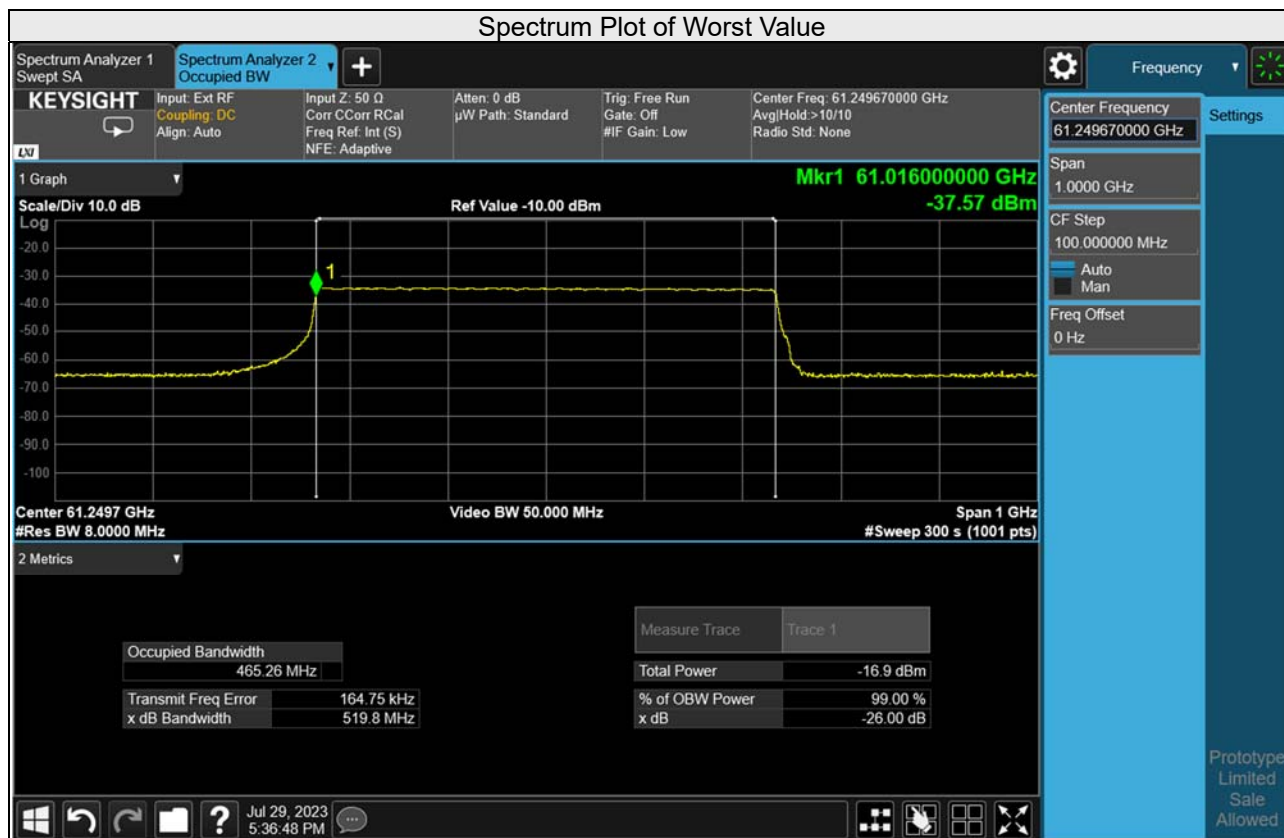 Spectrum Plot of Worst Value
Spectrum Analyzer 1
Swept SA
Spectrum Analyzer 2
Occupied BW
Frequency
KEYSIGHT
LXI
Input: Ext RF
Coupling: DC
Align: Auto
Input Z: 50 Ω
Corr CCorr RCal
Freq Ref: Int (S)
NFE: Adaptive
Atten: 0 dB
µW Path: Standard
Trig: Free Run
Gate: Off
#IF Gain: Low
Center Freq: 61.249670000 GHz
Avg|Hold:>10/10
Radio Std: None
Center Frequency
61.249670000 GHz
Settings
Span
1.0000 GHz
CF Step
100.000000 MHz
Auto
Man
Freq Offset
0 Hz
1 Graph
Mkr1 61.016000000 GHz
-37.57 dBm
Scale/Div 10.0 dB
Ref Value -10.00 dBm
Log
-20.0
-30.0
1
-40.0
-50.0
-60.0
-70.0
-80.0
-90.0
-100
Center 61.2497 GHz
Video BW 50.000 MHz
Span 1 GHz
#Res BW 8.0000 MHz
#Sweep 300 s (1001 pts)
2 Metrics
Measure Trace
Trace 1
Occupied Bandwidth
465.26 MHz
Total Power
-16.9 dBm
Transmit Freq Error
164.75 kHz
% of OBW Power
99.00 %
x dB Bandwidth
519.8 MHz
x dB
-26.00 dB
Prototype
Limited
Sale
Allowed
?
Jul 29, 2023
5:36:48 PM